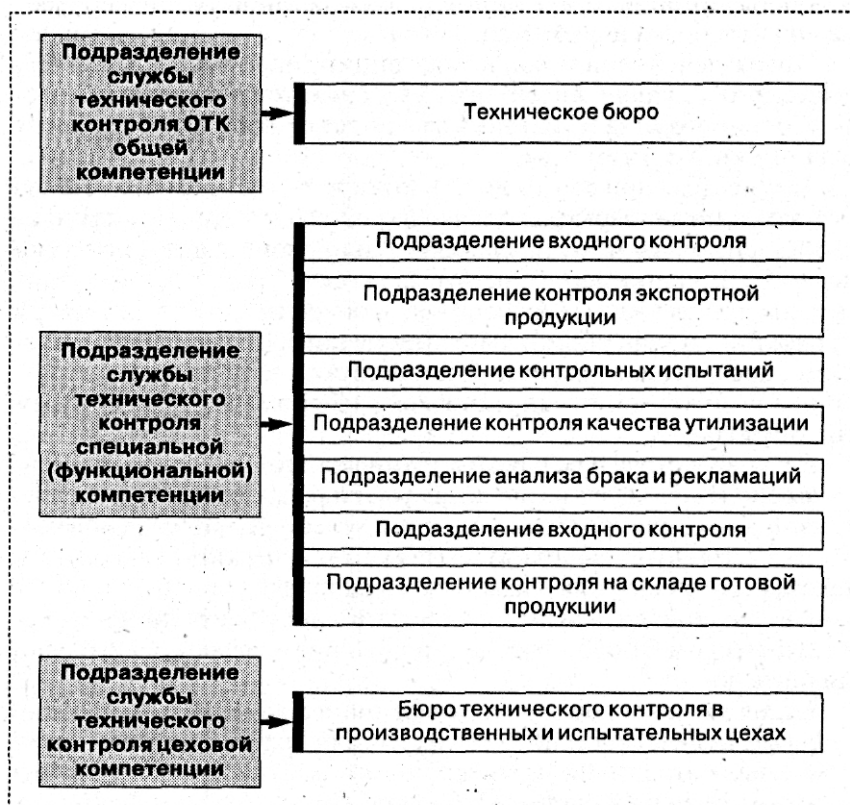 Подразделение
службы
технического
контроля ОТК
общей
компетенции
Техническое бюро
Подразделение
службы
технического
контроля
специальной
(функциональной)
компетенции
Подразделение входного контроля
Подразделение контроля экспортной
продукции
Подразделение контрольных испытаний
Подразделение контроля качества утилизации
Подразделение анализа брака и рекламаций
Подразделение входного контроля
Подразделение контроля на складе готовой
продукции
Подразделение
службы
технического
контроля цеховой
компетенции
Бюро технического контроля в
производственных и испытательных цехах